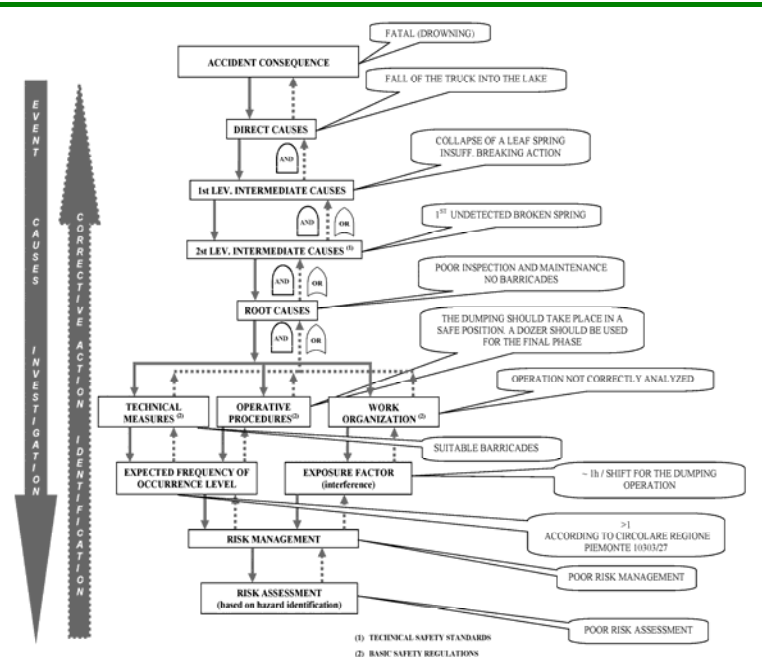 FATAL (DROWNING)
ACCIDENT CONSEQUENCE
FALL OF THE TRUCK INTO THE LAKE
DIRECT CAUSES
AND
COLLAPSE OF A LEAF SPRING
INSUFF. BREAKING ACTION
1st LEV. INTERMEDIATE CAUSES
AND
OR
1ST UNDETECTED BROKEN SPRING
2st LEV. INTERMEDIATE CAUSES (1)
AND
OR
POOR INSPECTION AND MAINTENANCE
NO BARRICADES
ROOT CAUSES
AND
OR
THE DUMPING SHOULD TAKE PLACE IN A
SAFE POSITION. A DOZER SHOULD BE USED
FOR THE FINAL PHASE
OPERATION NOT CORRECTLY ANALYZED
TECHNICAL
MEASURES (2)
OPERATIVE
PROCEDURES(2)
WORK
ORGANIZATION (2)
SUITABLE BARRICADES
EXPECTED FREQUENCY OF
OCCURRENCE LEVEL
EXPOSURE FACTOR
(interference)
~ 1h / SHIFT FOR THE DUMPING
OPERATION
>1
ACCORDING TO CIRCOLARE REGIONE
PIEMONTE 10303/27
RISK MANAGEMENT
POOR RISK MANAGEMENT
RISK ASSESSMENT
(based on hazard identification)
POOR RISK ASSESSMENT
(1) TECHNICAL SAFETY STANDARDS
(2) BASIC SAFETY REGULATIONS
EVENT CAUSES INVESTIGATION
CORRECTIVE ACTION IDENTIFICATION